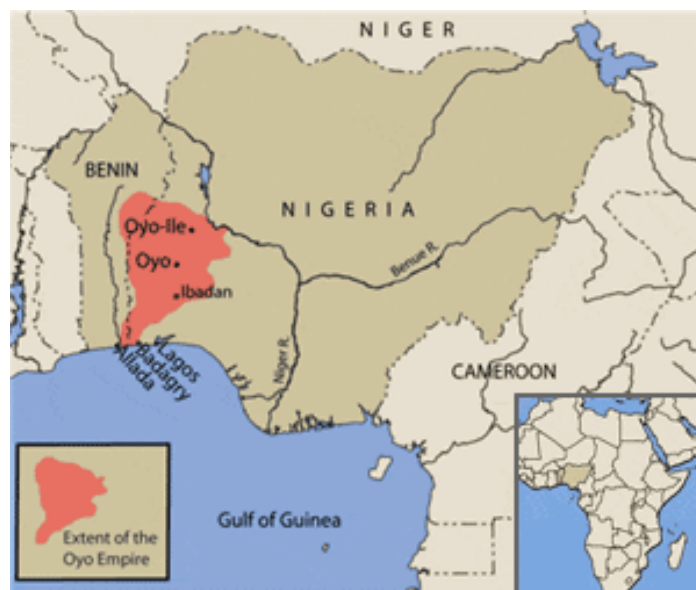 NIGER
BENIN
NIGERIA
Oyo-Ile
Oyo
Ibadan
Benue R.
Niger R.
Lagos
Badagry
Allada
CAMEROON
Gulf of Guinea
Extent of the
Oyo Empire